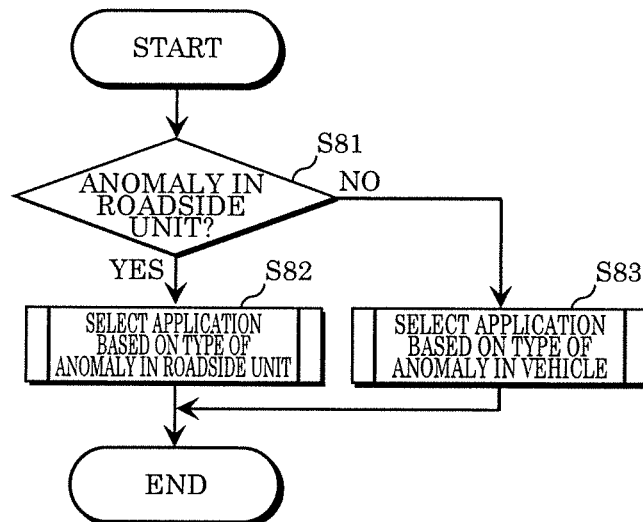 START
S81
ANOMALY IN
ROADSIDE
UNIT?
NO
YES
S82
SELECT APPLICATION
BASED ON TYPE OF
ANOMALY IN ROADSIDE UNIT
S83
SELECT APPLICATION
BASED ON TYPE OF
ANOMALY IN VEHICLE
END